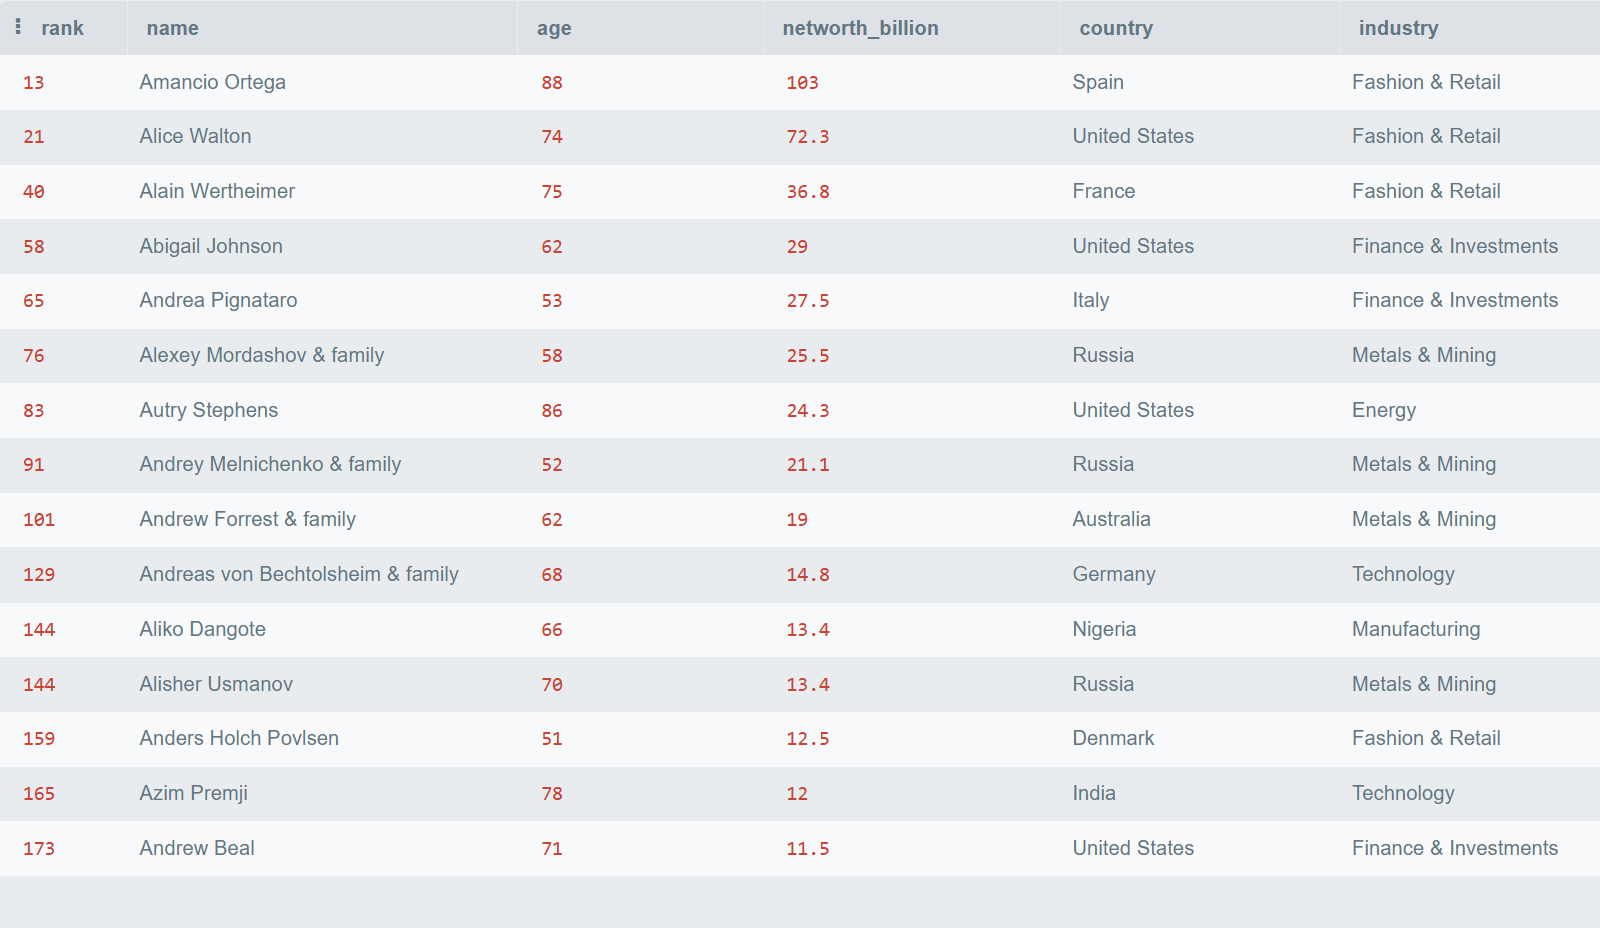 rank name age networth_billion country industry
13 Amancio Ortega 88 103 Spain Fashion & Retail
21 Alice Walton 74 72.3 United States Fashion & Retail
40 Alain Wertheimer 75 36.8 France Fashion & Retail
58 Abigail Johnson 62 29 United States Finance & Investments
65 Andrea Pignataro 53 27.5 Italy Finance & Investments
76 Alexey Mordashov & family 58 25.5 Russia Metals & Mining
83 Autry Stephens 86 24.3 United States Energy
91 Andrey Melnichenko & family 52 21.1 Russia Metals & Mining
101 Andrew Forrest & family 62 19 Australia Metals & Mining
129 Andreas von Bechtolsheim & family 68 14.8 Germany Technology
144 Aliko Dangote 66 13.4 Nigeria Manufacturing
144 Alisher Usmanov 70 13.4 Russia Metals & Mining
159 Anders Holch Povlsen 51 12.5 Denmark Fashion & Retail
165 Azim Premji 78 12 India Technology
173 Andrew Beal 71 11.5 United States Finance & Investments